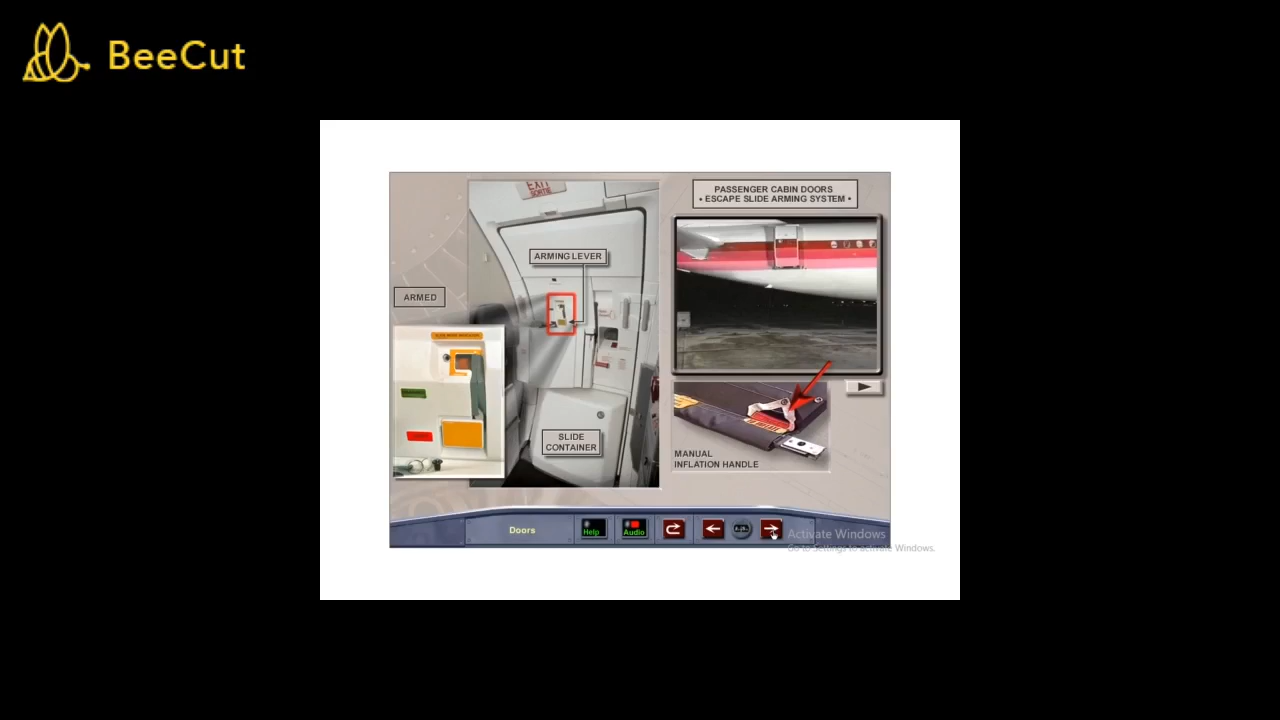 BeeCut
EXIT
SORTIE
PASSENGER CABIN DOORS
• ESCAPE SLIDE ARMING SYSTEM •
ARMING LEVER
ARMED
SLIDE
CONTAINER
MANUAL
INFLATION HANDLE
Doors
Help
Audio
Activate Windows
Go to Settings to activate Windows.